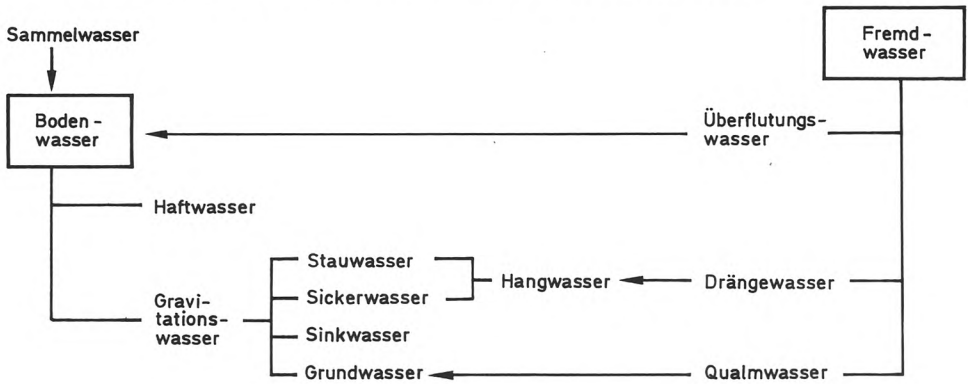 Sammelwasser
Fremd-
wasser
Boden-
wasser
Überflutungs-
wasser
Haftwasser
Stauwasser
Hangwasser
Drängewasser
Sickerwasser
Gravi-
tations-
wasser
Sinkwasser
Grundwasser
Qualmwasser